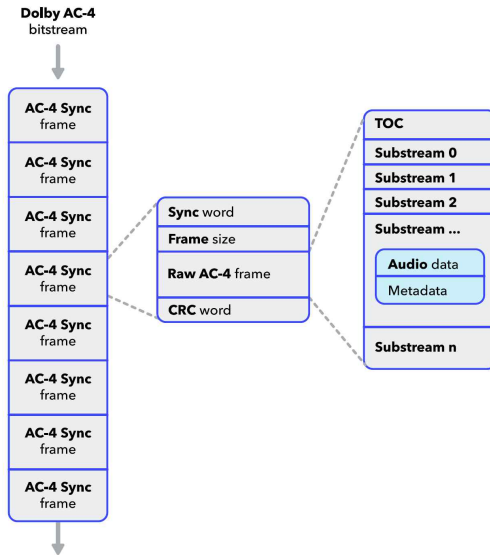 Dolby AC-4
bitstream
AC-4 Sync
frame
AC-4 Sync
frame
AC-4 Sync
frame
AC-4 Sync
frame
AC-4 Sync
frame
AC-4 Sync
frame
AC-4 Sync
frame
AC-4 Sync
frame
Sync word
Frame size
Raw AC-4 frame
CRC word
TOC
Substream 0
Substream 1
Substream 2
Substream ...
Audio data
Metadata
Substream n